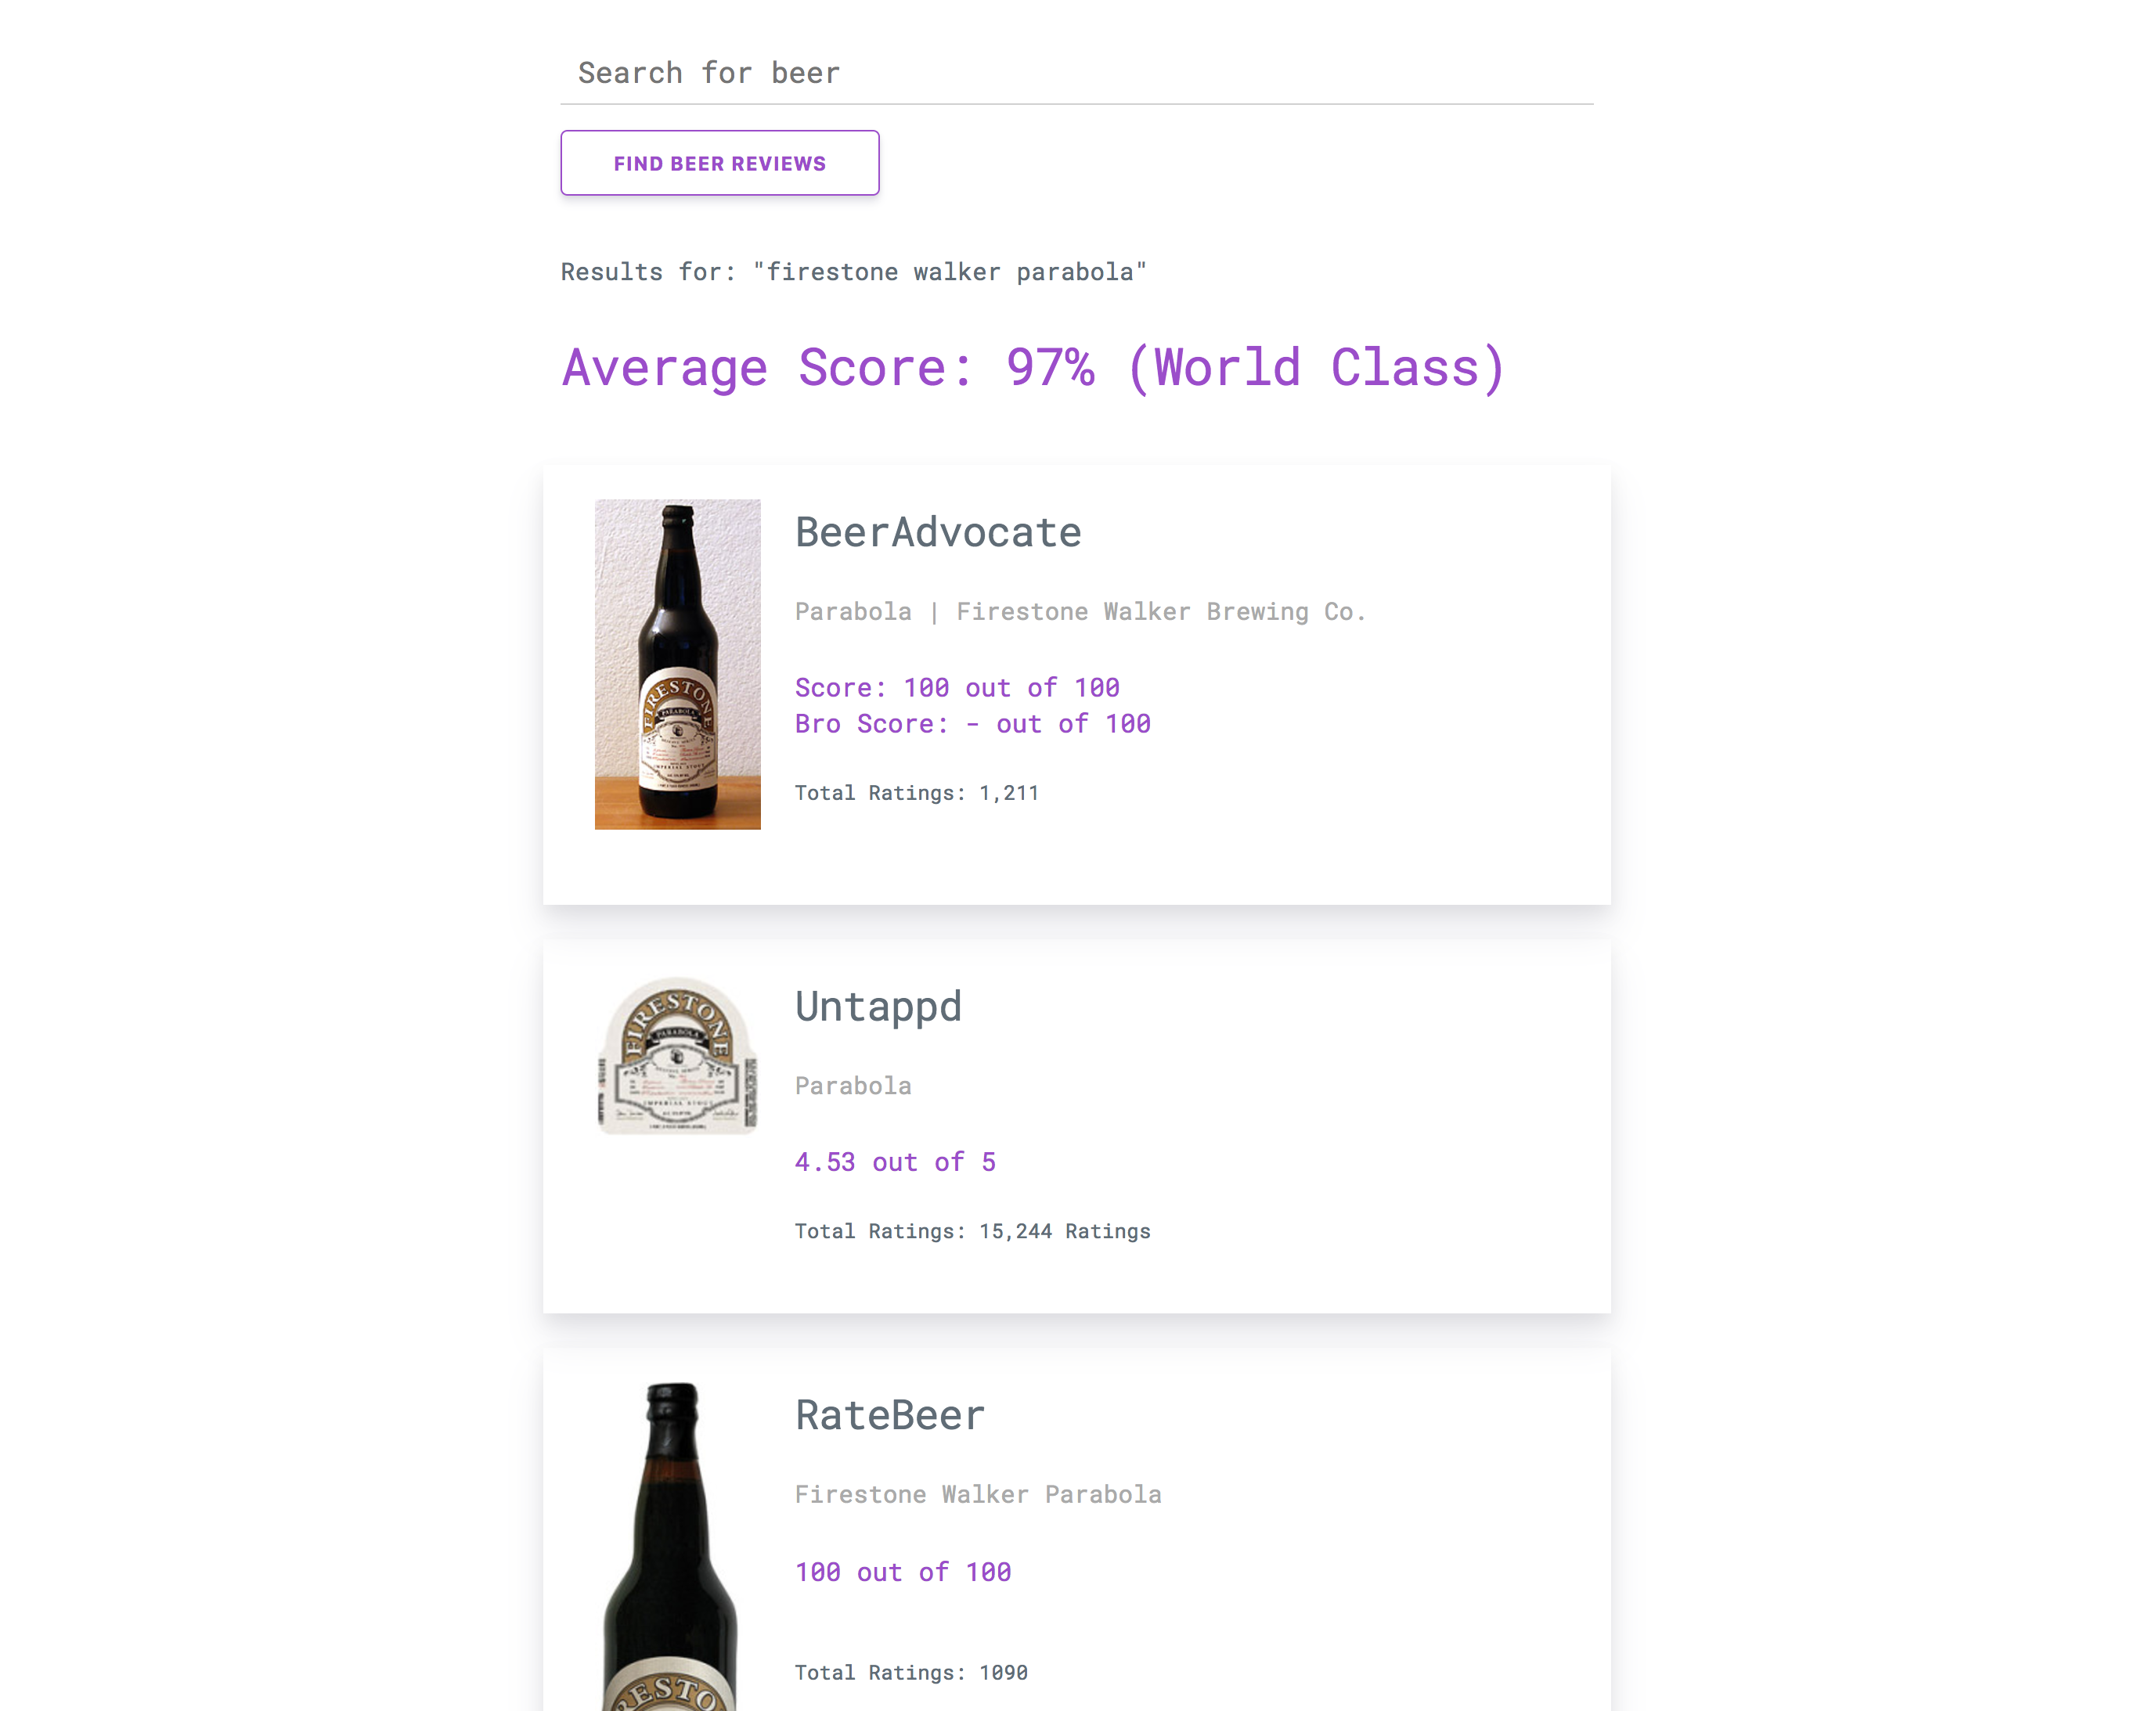 Search for beer
FIND BEER REVIEWS
Results for: "firestone walker parabola"
Average Score: 97% (World Class)
BeerAdvocate
Parabola | Firestone Walker Brewing Co.
Score: 100 out of 100
Bro Score: - out of 100
Total Ratings: 1,211
FIRESTONE
PARABOLA
IMPERIAL STOUT
Untappd
Parabola
4.53 out of 5
Total Ratings: 15,244 Ratings
FIRESTONE
PARABOLA
IMPERIAL STOUT
RateBeer
Firestone Walker Parabola
100 out of 100
Total Ratings: 1090
RESTO